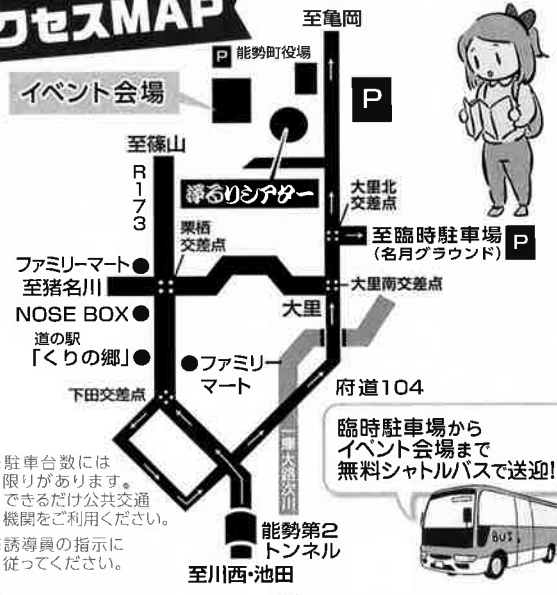 クセスMAP
至亀岡
P 能勢町役場
イベント会場
P
至篠山
R173
浄るりシアター
大里北
交差点
栗栖
交差点
至臨時駐車場 P
(名月グラウンド)
ファミリーマート
至猪名川
大里南交差点
NOSE BOX
大里
道の駅
「くりの郷」
ファミリー
マート
下田交差点
府道104
一庫大路次川
臨時駐車場から
イベント会場まで
無料シャトルバスで送迎!
BUS
駐車台数には
限りがあります。
できるだけ公共交通
機関をご利用ください。
誘導員の指示に
従ってください。
能勢第2
トンネル
至川西・池田